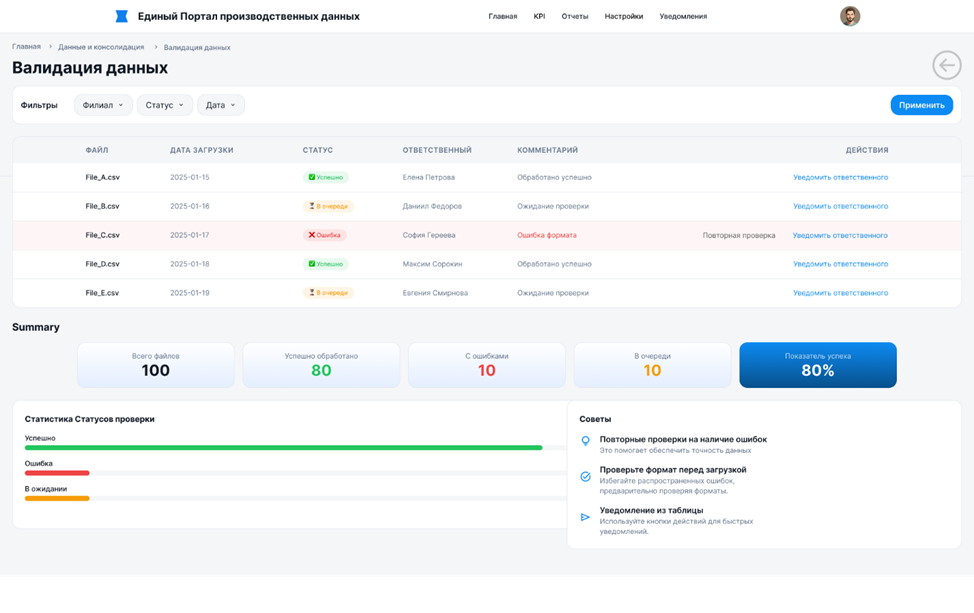 Единый Портал производственных данных
Главная KPI Отчеты Настройки Уведомления
Главная › Данные и консолидация › Валидация данных
Валидация данных
Фильтры Филиал Статус Дата Применить
ФАЙЛ ДАТА ЗАГРУЗКИ СТАТУС ОТВЕТСТВЕННЫЙ КОММЕНТАРИЙ ДЕЙСТВИЯ
File_A.csv 2025-01-15 Успешно Елена Петрова Обработано успешно Уведомить ответственного
File_B.csv 2025-01-16 В очереди Даниил Федоров Ожидание проверки Уведомить ответственного
File_C.csv 2025-01-17 Ошибка София Гереева Ошибка формата Повторная проверка Уведомить ответственного
File_D.csv 2025-01-18 Успешно Максим Сорокин Обработано успешно Уведомить ответственного
File_E.csv 2025-01-19 В очереди Евгения Смирнова Ожидание проверки Уведомить ответственного
Summary
Всего файлов
100
Успешно обработано
80
С ошибками
10
В очереди
10
Показатель успеха
80%
Статистика Статусов проверки
Успешно
Ошибка
В ожидании
Советы
Повторные проверки на наличие ошибок
Это помогает обеспечить точность данных
Проверьте формат перед загрузкой
Избегайте распространенных ошибок,
предварительно проверяя форматы.
Уведомление из таблицы
Используйте кнопки действий для быстрых
уведомлений.